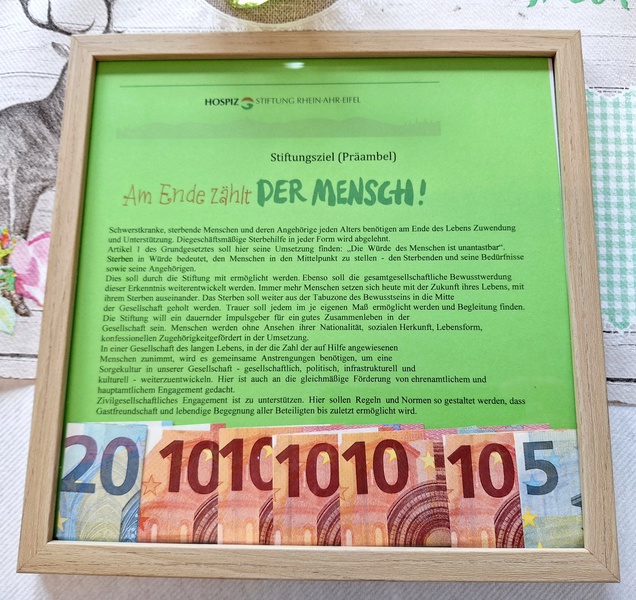 HOSPIZ STIFTUNG RHEIN-AHR-EIFEL
Stiftungsziel (Präambel)
Am Ende zählt DER MENSCH!
Schwerstkranke, sterbende Menschen und deren Angehörige jeden Alters benötigen am Ende des Lebens Zuwendung
und Unterstützung. Diegeschäftsmäßige Sterbehilfe in jeder Form wird abgelehnt.
Artikel 1 des Grundgesetztes soll hier seine Umsetzung finden: „Die Würde des Menschen ist unantastbar“.
Sterben in Würde bedeutet, den Menschen in den Mittelpunkt zu stellen - den Sterbenden und seine Bedürfnisse
sowie seine Angehörigen.
Dies soll durch die Stiftung mit ermöglicht werden. Ebenso soll die gesamtgesellschaftliche Bewusstwerdung
dieser Erkenntnis weiterentwickelt werden. Immer mehr Menschen setzen sich heute mit der Zukunft ihres Lebens, mit
ihrem Sterben auseinander. Das Sterben soll weiter aus der Tabuzone des Bewusstseins in die Mitte
der Gesellschaft geholt werden. Trauer soll jedem im je eigenen Maß ermöglicht werden und Begleitung finden.
Die Stiftung will ein dauernder Impulsgeber für ein gutes Zusammenleben in der
Gesellschaft sein. Menschen werden ohne Ansehen ihrer Nationalität, sozialen Herkunft, Lebensform,
konfessionellen Zugehörigkeitgefördert in der Umsetzung.
In einer Gesellschaft des langen Lebens, in der die Zahl der auf Hilfe angewiesenen
Menschen zunimmt, wird es gemeinsame Anstrengungen benötigen, um eine
Sorgekultur in unserer Gesellschaft - gesellschaftlich, politisch, infrastrukturell und
kulturell - weiterzuentwickeln. Hier ist auch an die gleichmäßige Förderung von ehrenamtlichem und
hauptamtlichem Engagement gedacht.
Zivilgesellschaftliches Engagement ist zu unterstützen. Hier sollen Regeln und Normen so gestaltet werden, dass
Gastfreundschaft und lebendige Begegnung aller Beteiligten bis zuletzt ermöglicht wird.
20 10 10 10 10 10 5